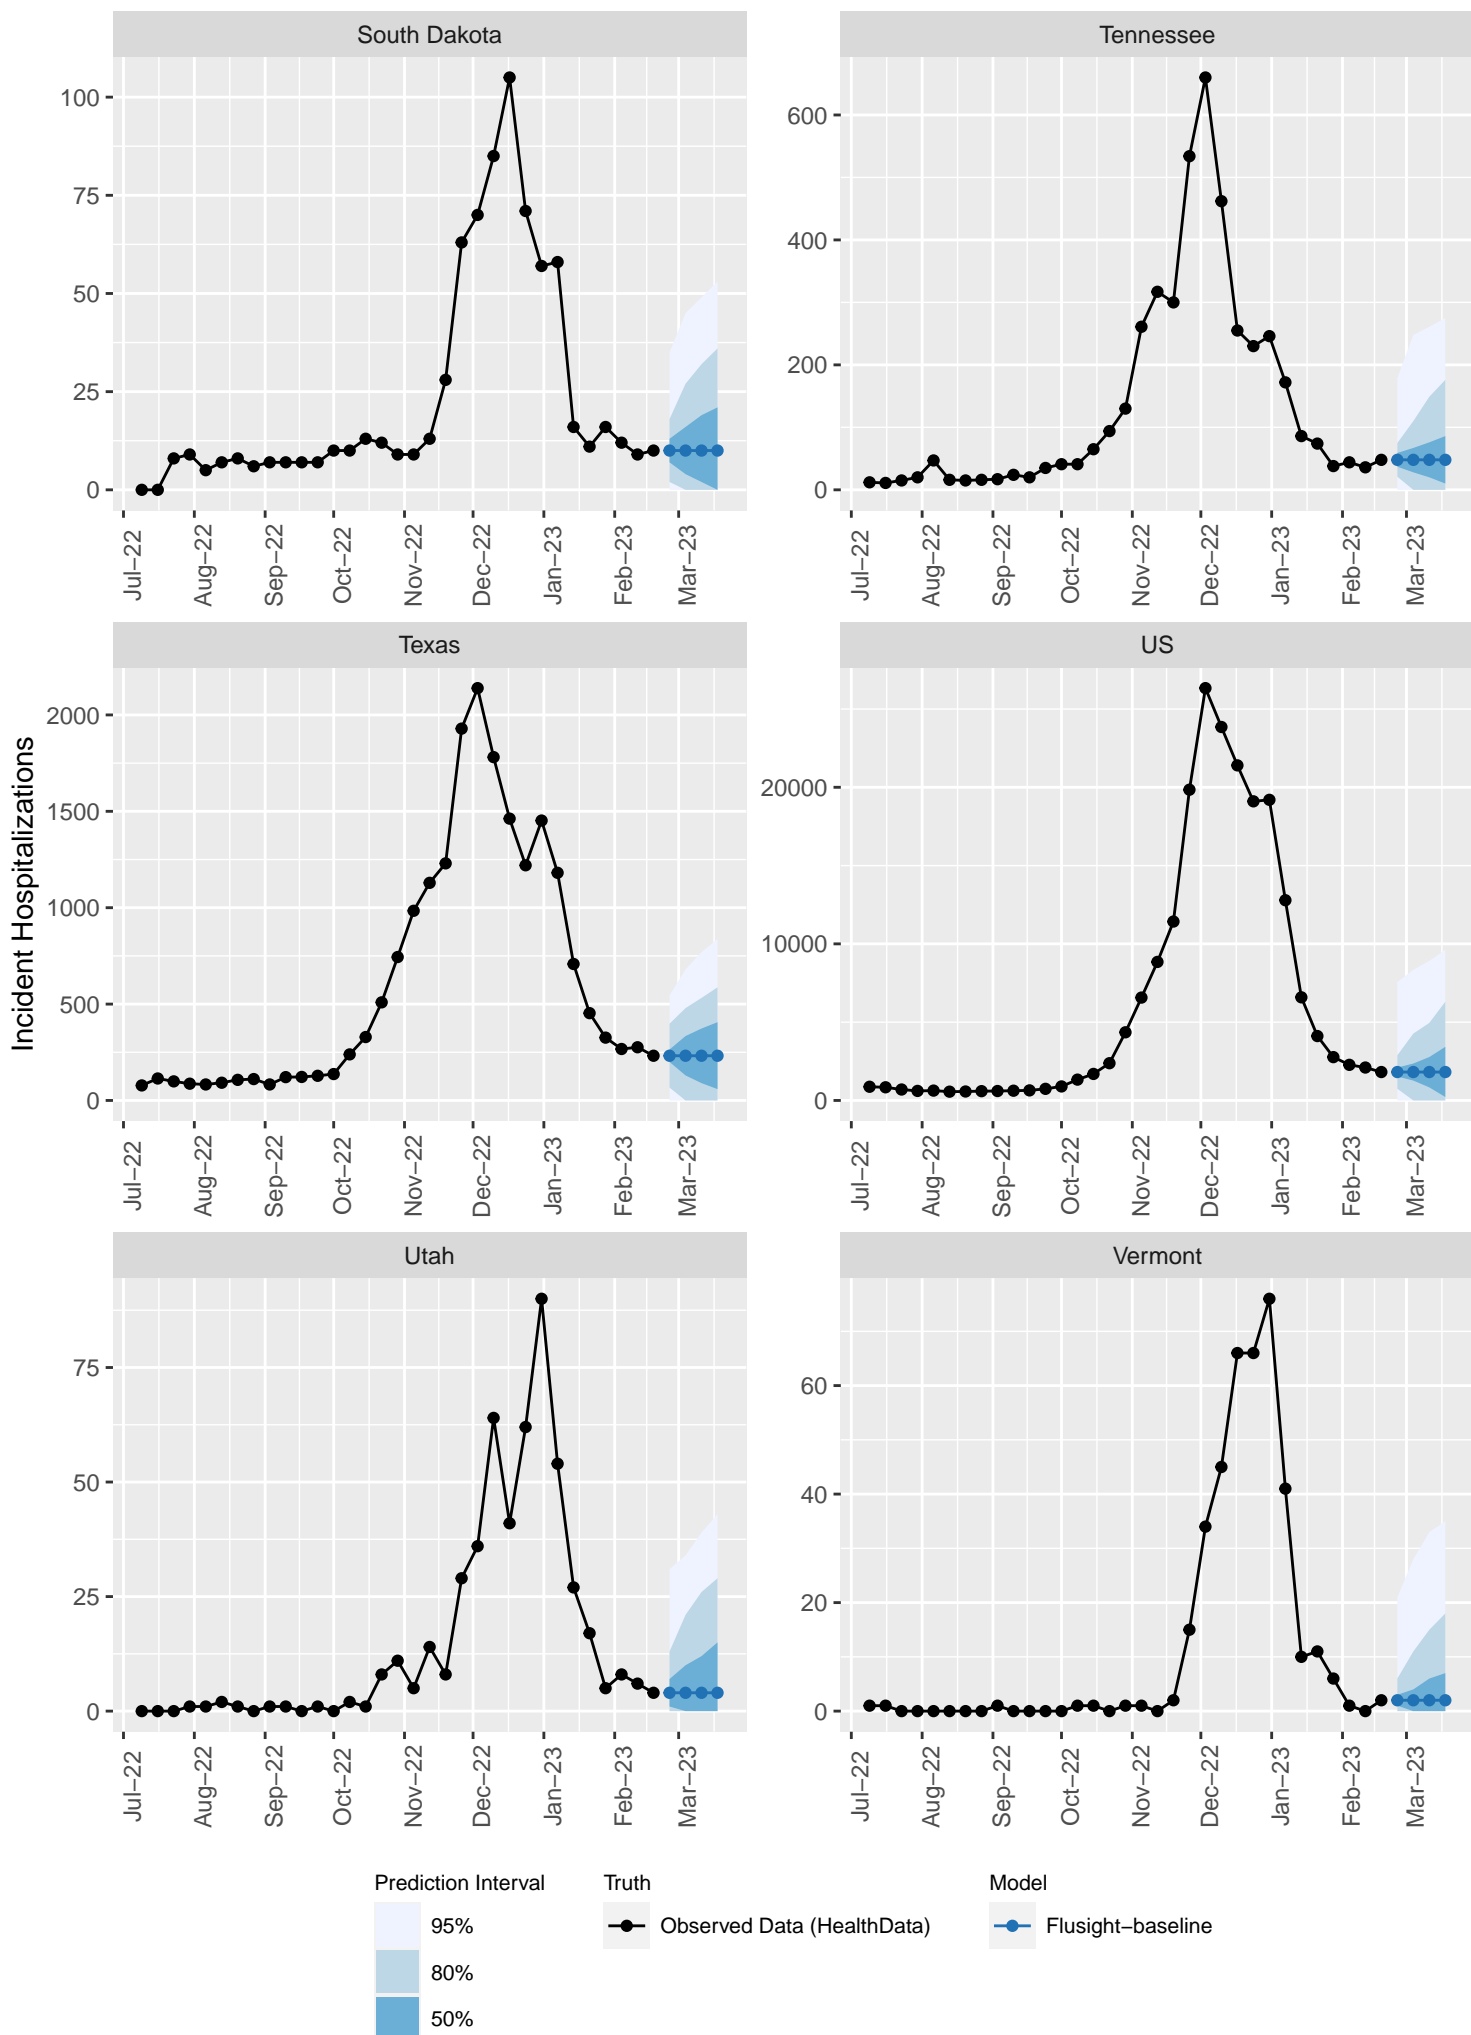 South Dakota
Tennessee
100
75
50
25
0
600
400
200
0
Jul−22
Aug−22
Sep−22
Oct−22
Nov−22
Dec−22
Jan−23
Feb−23
Mar−23
Jul−22
Aug−22
Sep−22
Oct−22
Nov−22
Dec−22
Jan−23
Feb−23
Mar−23
Incident Hospitalizations
Texas
US
2000
1500
1000
500
0
20000
10000
0
Jul−22
Aug−22
Sep−22
Oct−22
Nov−22
Dec−22
Jan−23
Feb−23
Mar−23
Jul−22
Aug−22
Sep−22
Oct−22
Nov−22
Dec−22
Jan−23
Feb−23
Mar−23
Utah
Vermont
75
50
25
0
60
40
20
0
Jul−22
Aug−22
Sep−22
Oct−22
Nov−22
Dec−22
Jan−23
Feb−23
Mar−23
Jul−22
Aug−22
Sep−22
Oct−22
Nov−22
Dec−22
Jan−23
Feb−23
Mar−23
Prediction Interval
95%
80%
50%
Truth
Observed Data (HealthData)
Model
Flusight−baseline